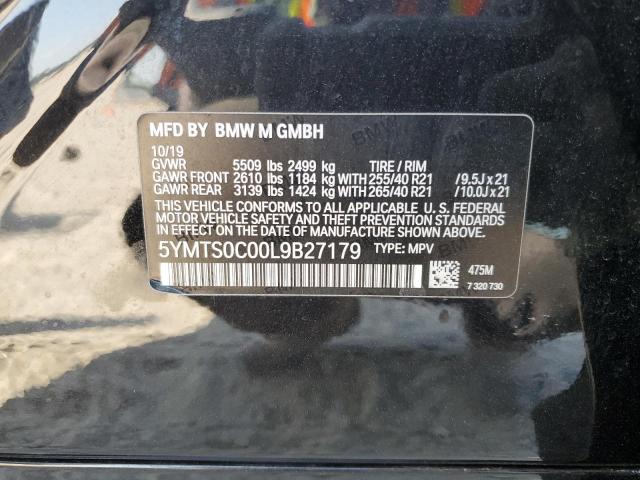 MFD BY BMW M GMBH
10/19
GVWR 5509 lbs 2499 kg TIRE / RIM
GAWR FRONT 2610 lbs 1184 kg WITH 255/40 R21 /9.5J x 21
GAWR REAR 3139 lbs 1424 kg WITH 265/40 R21 /10.0J x 21
THIS VEHICLE CONFORMS TO ALL APPLICABLE U. S. FEDERAL
MOTOR VEHICLE SAFETY AND BUMPER AND THEFT PREVENTION
STANDARDS IN EFFECT ON THE DATE OF MANUFACTURE SHOWN ABOVE.
5YMTS0C00L9B27179 TYPE: MPV
475M
7 320 730